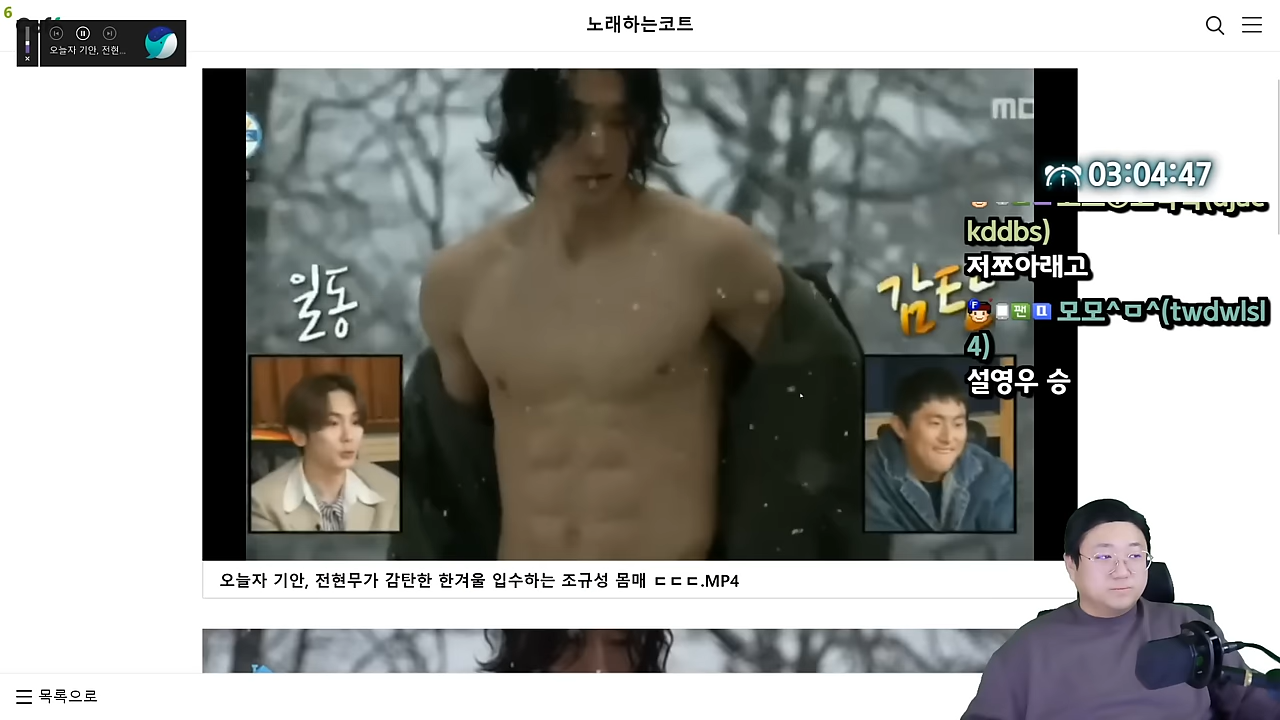 6
노래하는코트
오늘자 기안, 전현...
03:04:47
kddbs)
저쪼아래고
모모^ㅁ^(twdwlsl
4)
설영우 승
일동
오늘자 기안, 전현무가 감탄한 한겨울 입수하는 조규성 몸매 ㄷㄷㄷ.MP4
목록으로